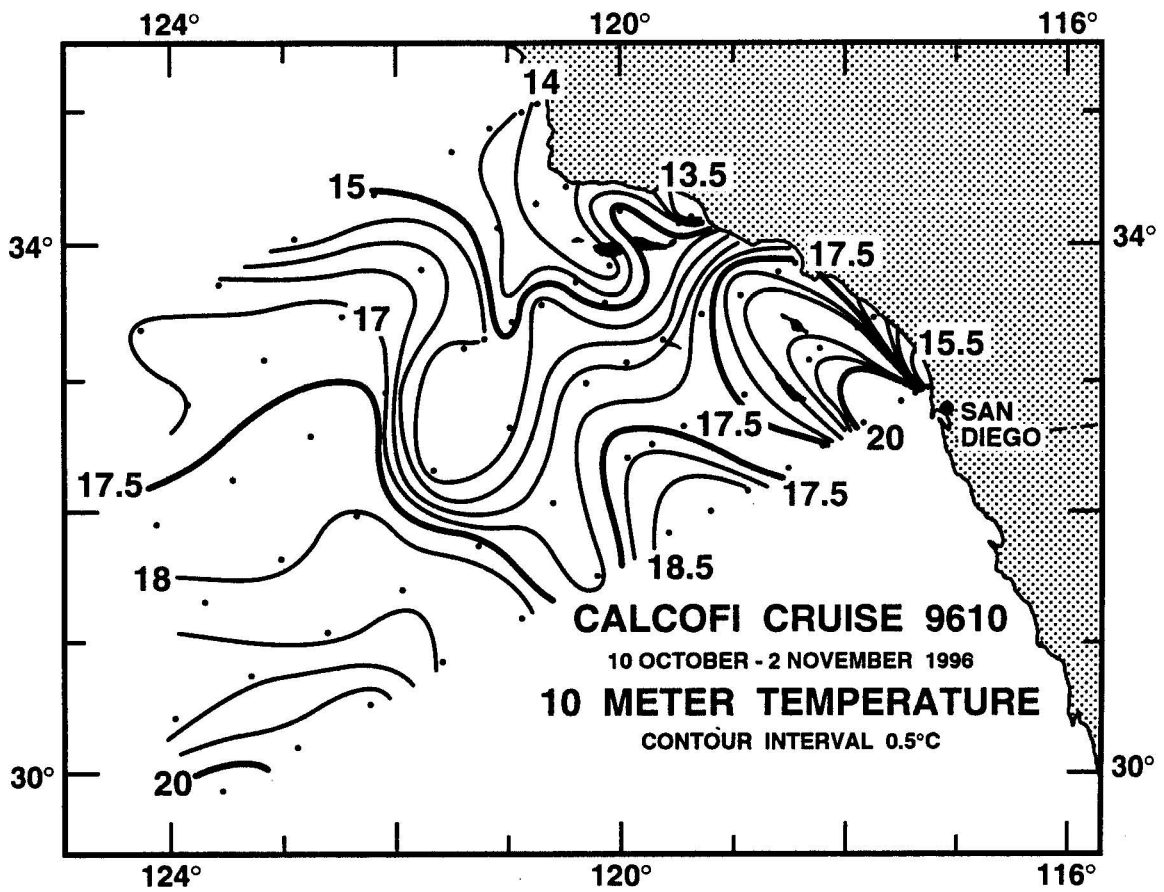 124° 120° 116°
14
13.5
15
34° 34°
17.5
17
15.5
SAN
DIEGO
17.5
20
17.5
17.5
18.5
18
CALCOFI CRUISE 9610
10 OCTOBER - 2 NOVEMBER 1996
10 METER TEMPERATURE
CONTOUR INTERVAL 0.5°C
30° 30°
20
124° 120° 116°